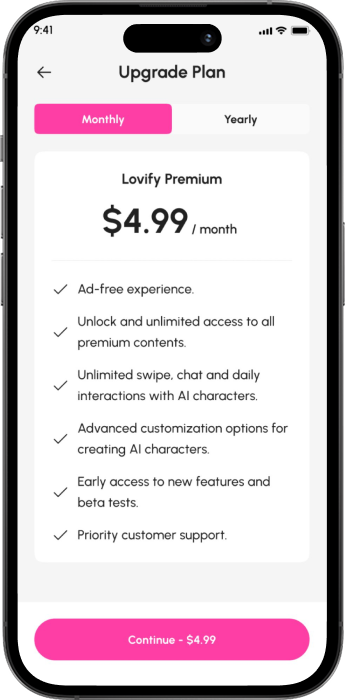 9:41
Upgrade Plan
Monthly
Yearly
Lovify Premium
$4.99 / month
Ad-free experience.
Unlock and unlimited access to all
premium contents.
Unlimited swipe, chat and daily
interactions with AI characters.
Advanced customization options for
creating AI characters.
Early access to new features and
beta tests.
Priority customer support.
Continue - $4.99